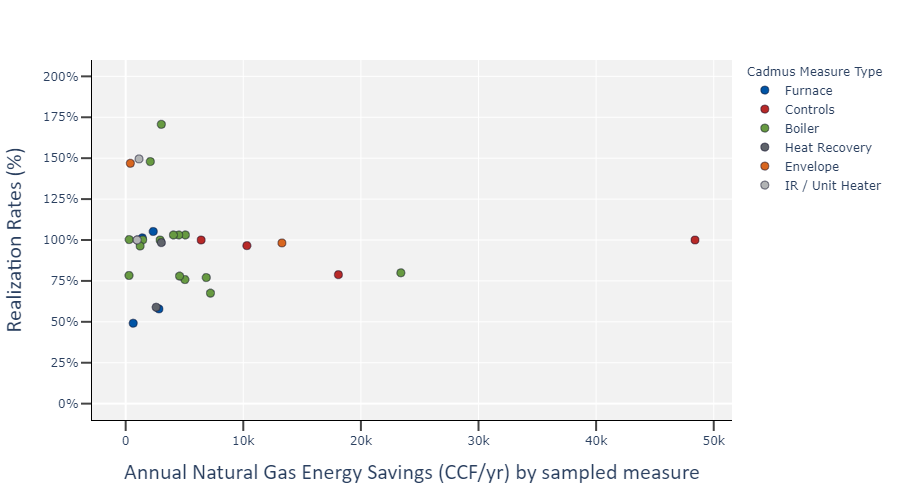 Cadmus Measure Type
Furnace
Controls
Boiler
Heat Recovery
Envelope
IR / Unit Heater
Realization Rates (%)
200%
175%
150%
125%
100%
75%
50%
25%
0%
0 10k 20k 30k 40k 50k
Annual Natural Gas Energy Savings (CCF/yr) by sampled measure